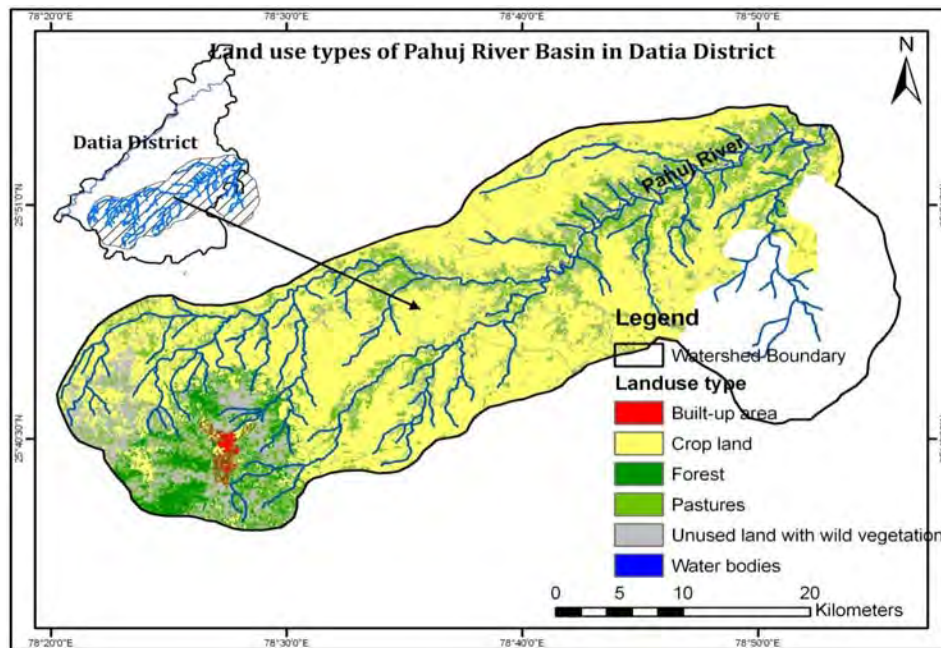 78°20'0"E
78°30'0"E
78°40'0"E
78°50'0"E
Land use types of Pahuj River Basin in Datia District
N
Datia District
Pahuj River
25°51'0"N
25°40'30"N
Legend
Watershed Boundary
Landuse type
Built-up area
Crop land
Forest
Pastures
Unused land with wild vegetation
Water bodies
0 5 10 20
Kilometers
78°20'0"E
78°30'0"E
78°40'0"E
78°50'0"E